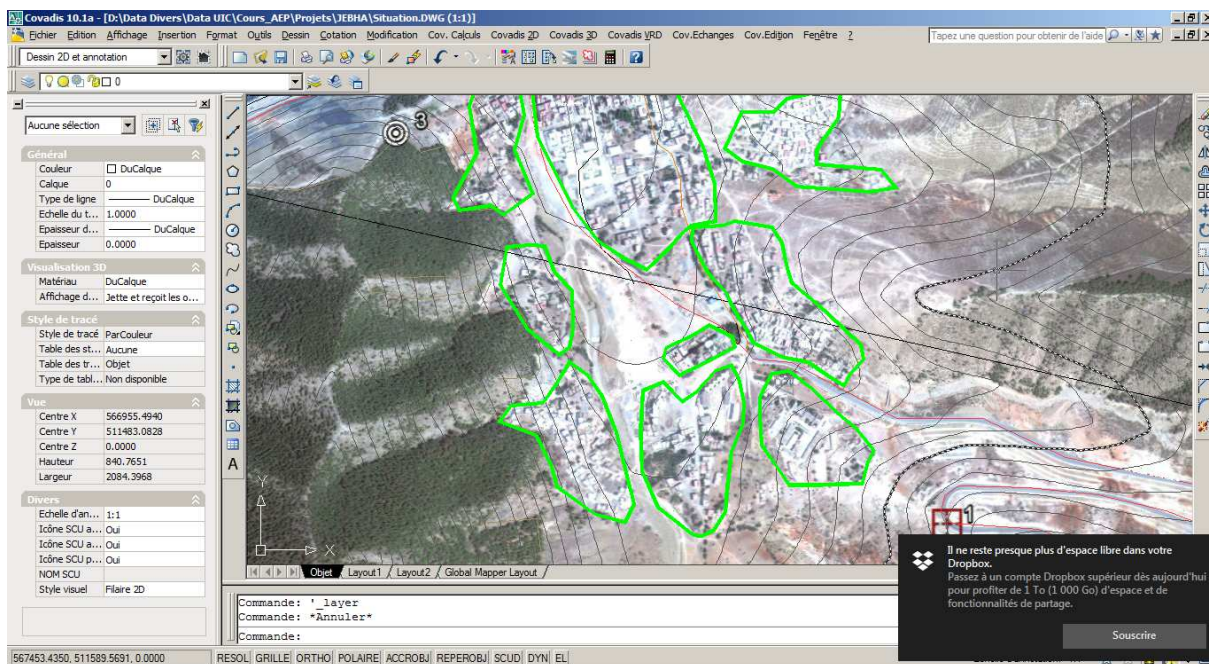 Covadis 10.1a - [D:\Data Divers\Data UIC\Cours_AEP\Projets\JEBHA\Situation.DWG (1:1)]
Fichier Edition Affichage Insertion Format Outils Dessin Cotation Modification Cov. Calculs Covadis 2D Covadis 3D Covadis VRD Cov.Echanges Cov.Edition Fenêtre ? Tapez une question pour obtenir de l'aide
Dessin 2D et annotation
0
Aucune sélection
Général
Couleur DuCalque
Calque 0
Type de ligne DuCalque
Echelle du t... 1.0000
Epaisseur d... DuCalque
Epaisseur 0.0000
Visualisation 3D
Matériau DuCalque
Affichage d... Jette et reçoit les o...
Style de tracé
Style de tracé ParCouleur
Table des st... Aucune
Table des tr... Objet
Type de tabl... Non disponible
Vue
Centre X 566955.4940
Centre Y 511483.0828
Centre Z 0.0000
Hauteur 840.7651
Largeur 2084.3968
Divers
Echelle d'an... 1:1
Icône SCU a... Oui
Icône SCU a... Oui
Icône SCU p... Oui
NOM SCU
Style visuel Filaire 2D
A
3
1
Y
X
Objet Layout1 Layout2 Global Mapper Layout
Commande: '_layer
Commande: *Annuler*
Commande:
Il ne reste presque plus d'espace libre dans votre
Dropbox.
Passez à un compte Dropbox supérieur dès aujourd'hui
pour profiter de 1 To (1 000 Go) d'espace et de
fonctionnalités de partage.
Souscrire
567453.4350, 511589.5691, 0.0000 RESOL GRILLE ORTHO POLAIRE ACCROBJ REPEROBJ SCUD DYN EL